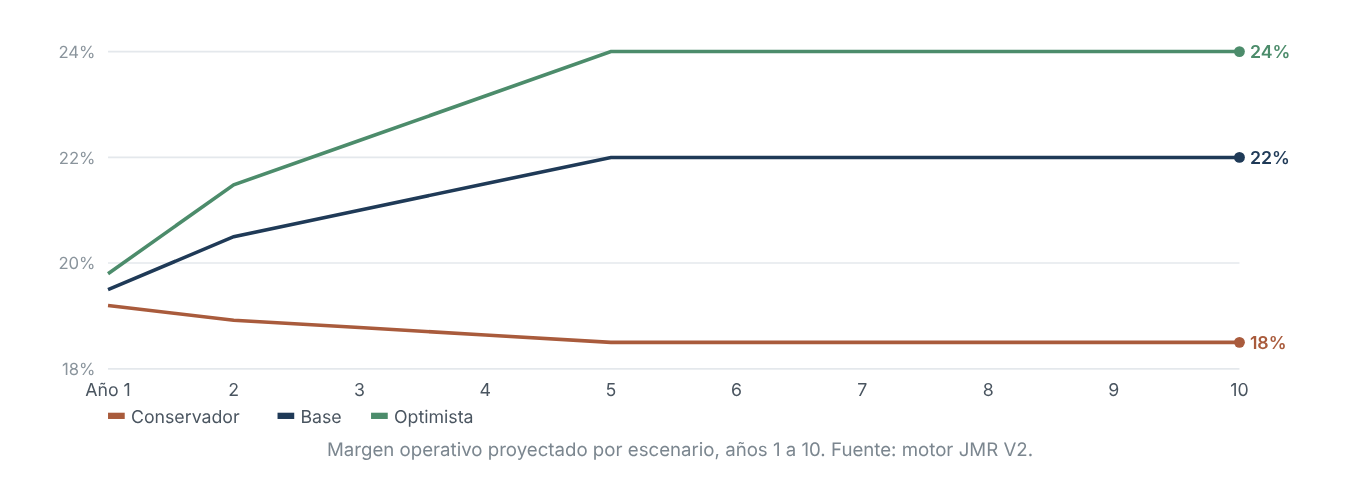 24%
24%
22%
22%
20%
18%
18%
Año 1 2 3 4 5 6 7 8 9 10
Conservador Base Optimista
Margen operativo proyectado por escenario, años 1 a 10. Fuente: motor JMR V2.